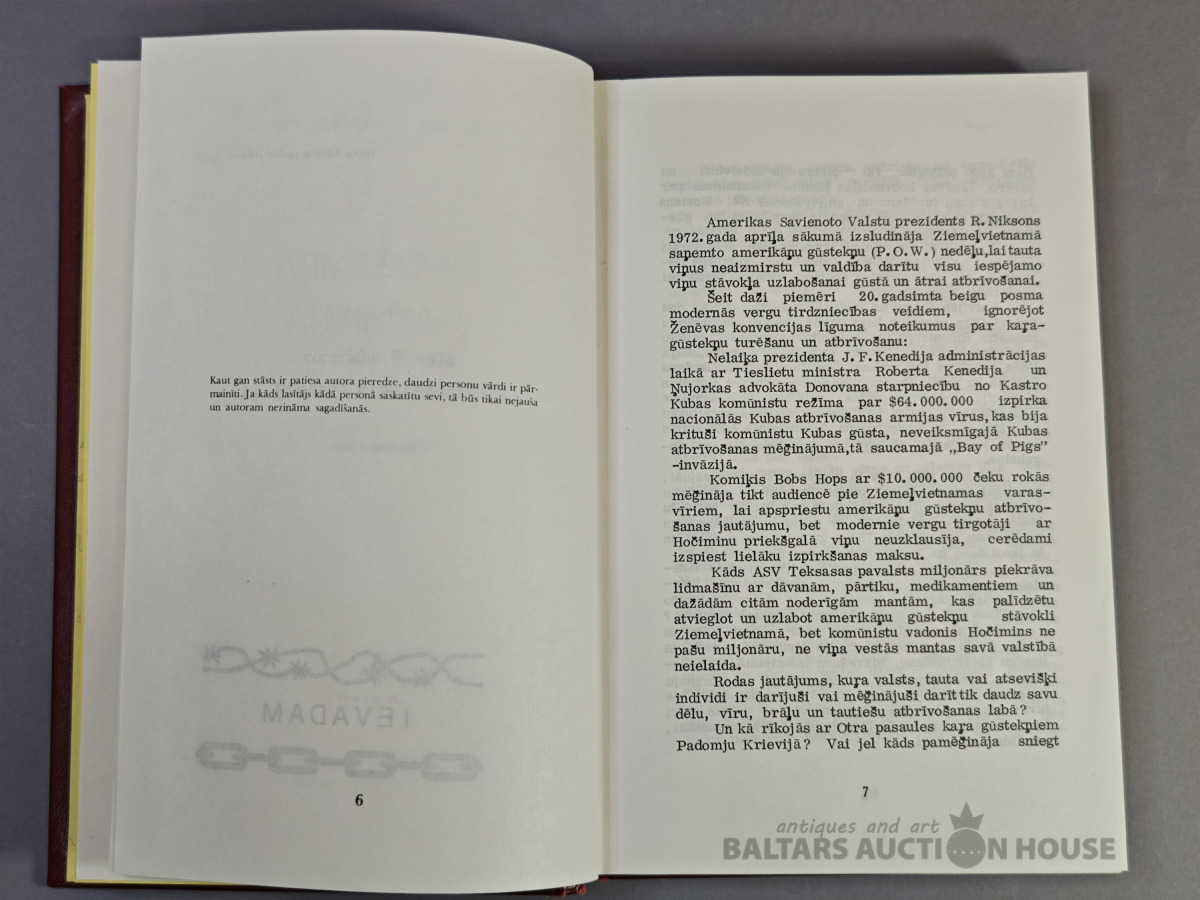 Kaut gan stāsts ir patiesa autora pieredze, daudzi personu vārdi ir pār-
mainīti. Ja kāds lasītājs kādā personā saskatītu sevi, tā būs tikai nejauša
un autoram nezināma sagadīšanās.
IEVADAM
6
Amerikas Savienoto Valstu prezidents R. Niksons
1972. gada aprīļa sākumā izsludināja Ziemeļvietnamā
saņemto amerikāņu gūstekņu (P.O.W.) nedēļu, lai tauta
viņus neaizmirstu un valdība darītu visu iespējamo
viņu stāvokļa uzlabošanai gūstā un ātrai atbrīvošanai.
Šeit daži piemēri 20. gadsimta beigu posma
modernās vergu tirdzniecības veidiem, ignorējot
Ženēvas konvencijas līguma noteikumus par kaŗa-
gūstekņu turēšanu un atbrīvošanu:
Nelaiķa prezidenta J. F. Kenedija administrācijas
laikā ar Tieslietu ministra Roberta Kenedija un
Ņujorkas advokāta Donovana starpniecību no Kastro
Kubas komūnistu režīma par $64.000.000 izpirka
nacionālās Kubas atbrīvošanas armijas vīrus, kas bija
krituši komūnistu Kubas gūsta, neveiksmīgajā Kubas
atbrīvošanas mēģinājumā, tā saucamajā „Bay of Pigs"
-invāzijā.
Komiķis Bobs Hops ar $10.000.000 čeku rokās
mēģināja tikt audiencē pie Ziemeļvietnamas varas-
vīriem, lai apspriestu amerikāņu gūstekņu atbrīvo-
šanas jautājumu, bet modernie vergu tirgotāji ar
Hočiminu priekšgalā viņu neuzklausīja, cerēdami
izspiest lielāku izpirkšanas maksu.
Kāds ASV Teksasas pavalsts miljonārs piekrāva
lidmašīnu ar dāvanām, pārtiku, medikamentiem un
dažādām citām noderīgām mantām, kas palīdzētu
atvieglot un uzlabot amerikāņu gūstekņu stāvokli
Ziemeļvietnamā, bet komūnistu vadonis Hočimins ne
pašu miljonāru, ne viņa vestās mantas savā valstībā
neielaida.
Rodas jautājums, kuŗa valsts, tauta vai atsevišķi
individi ir darījuši vai mēģinājuši darīt tik daudz savu
dēlu, vīru, brāļu un tautiešu atbrīvošanas labā?
Un kā rīkojās ar Otra pasaules kaŗa gūstekņiem
Padomju Krievijā? Vai jel kāds pamēģināja sniegt
7
antiques and art
BALTARS AUCTION HOUSE